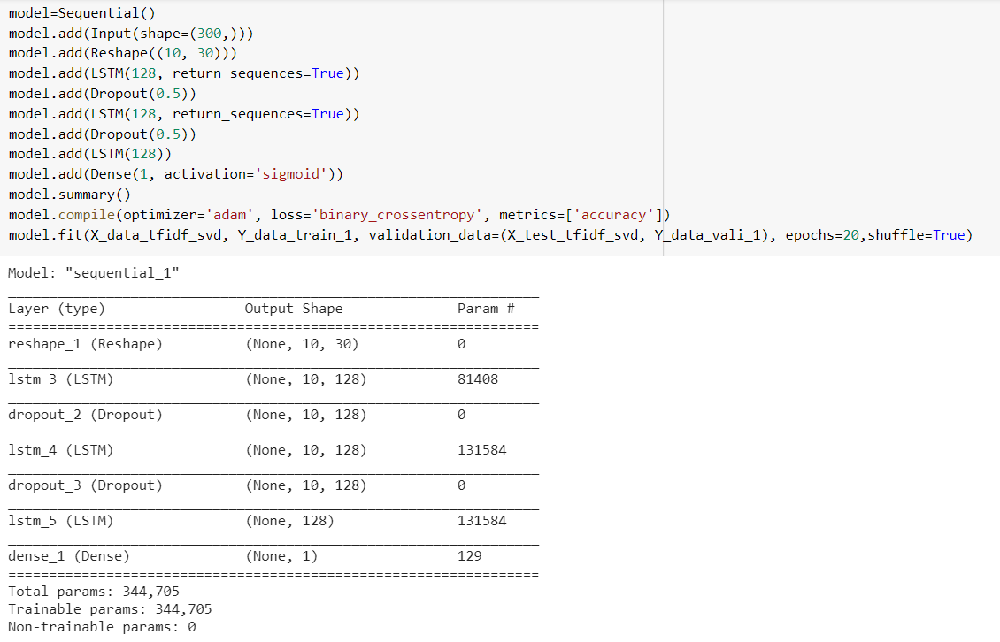 model=Sequential()
model.add(Input(shape=(300,)))
model.add(Reshape((10, 30)))
model.add(LSTM(128, return_sequences=True))
model.add(Dropout(0.5))
model.add(LSTM(128, return_sequences=True))
model.add(Dropout(0.5))
model.add(LSTM(128))
model.add(Dense(1, activation='sigmoid'))
model.summary()
model.compile(optimizer='adam', loss='binary_crossentropy', metrics=['accuracy'])
model.fit(X_data_tfidf_svd, Y_data_train_1, validation_data=(X_test_tfidf_svd, Y_data_vali_1), epochs=20,shuffle=True)
Model: "sequential_1"
_________________________________________________________________
Layer (type)                 Output Shape              Param #
=================================================================
reshape_1 (Reshape)          (None, 10, 30)            0
_________________________________________________________________
lstm_3 (LSTM)                (None, 10, 128)           81408
_________________________________________________________________
dropout_2 (Dropout)          (None, 10, 128)           0
_________________________________________________________________
lstm_4 (LSTM)                (None, 10, 128)           131584
_________________________________________________________________
dropout_3 (Dropout)          (None, 10, 128)           0
_________________________________________________________________
lstm_5 (LSTM)                (None, 128)               131584
_________________________________________________________________
dense_1 (Dense)              (None, 1)                 129
=================================================================
Total params: 344,705
Trainable params: 344,705
Non-trainable params: 0